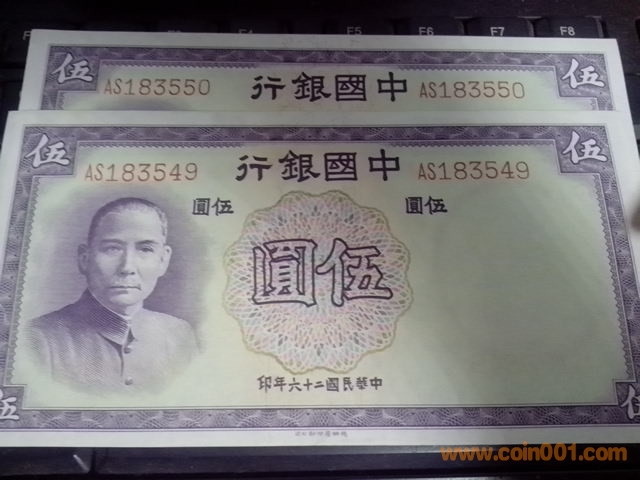 F5 F6 F7 F8
伍 伍
AS183550 中國銀行 AS183550
伍 伍
AS183549 中國銀行 AS183549
伍圓 伍圓
伍圓
中華民國二十六年印
伍 伍
www.coin001.com